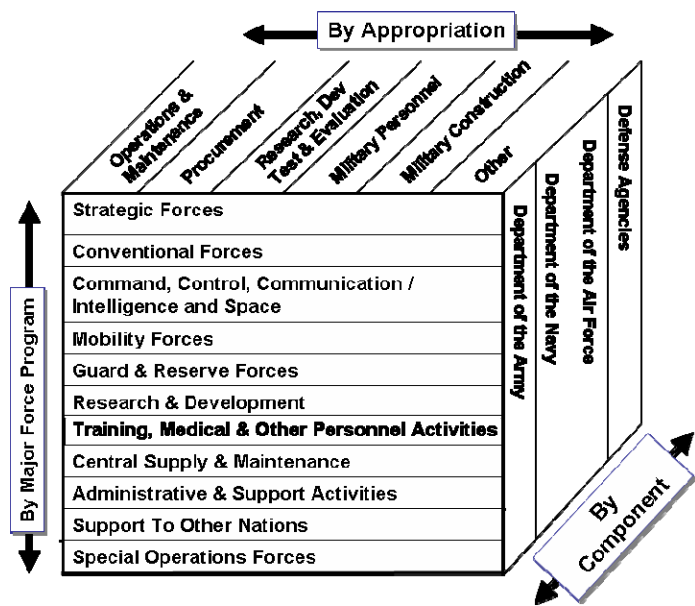 By Appropriation
Operations &
Maintenance
Procurement
Research, Dev
Test & Evaluation
Military Personnel
Military Construction
Other
Strategic Forces
Conventional Forces
Command, Control, Communication /
Intelligence and Space
Mobility Forces
Guard & Reserve Forces
Research & Development
Training, Medical & Other Personnel Activities
Central Supply & Maintenance
Administrative & Support Activities
Support To Other Nations
Special Operations Forces
By Major Force Program
Department of the Army
Department of the Navy
Department of the Air Force
Defense Agencies
By
Component